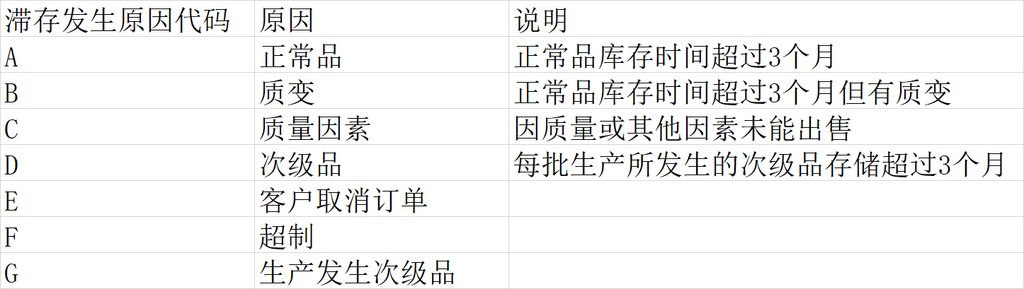 滞存发生原因代码 原因 说明
A 正常品 正常品库存时间超过3个月
B 质变 正常品库存时间超过3个月但有质变
C 质量因素 因质量或其他因素未能出售
D 次级品 每批生产所发生的次级品存储超过3个月
E 客户取消订单
F 超制
G 生产发生次级品